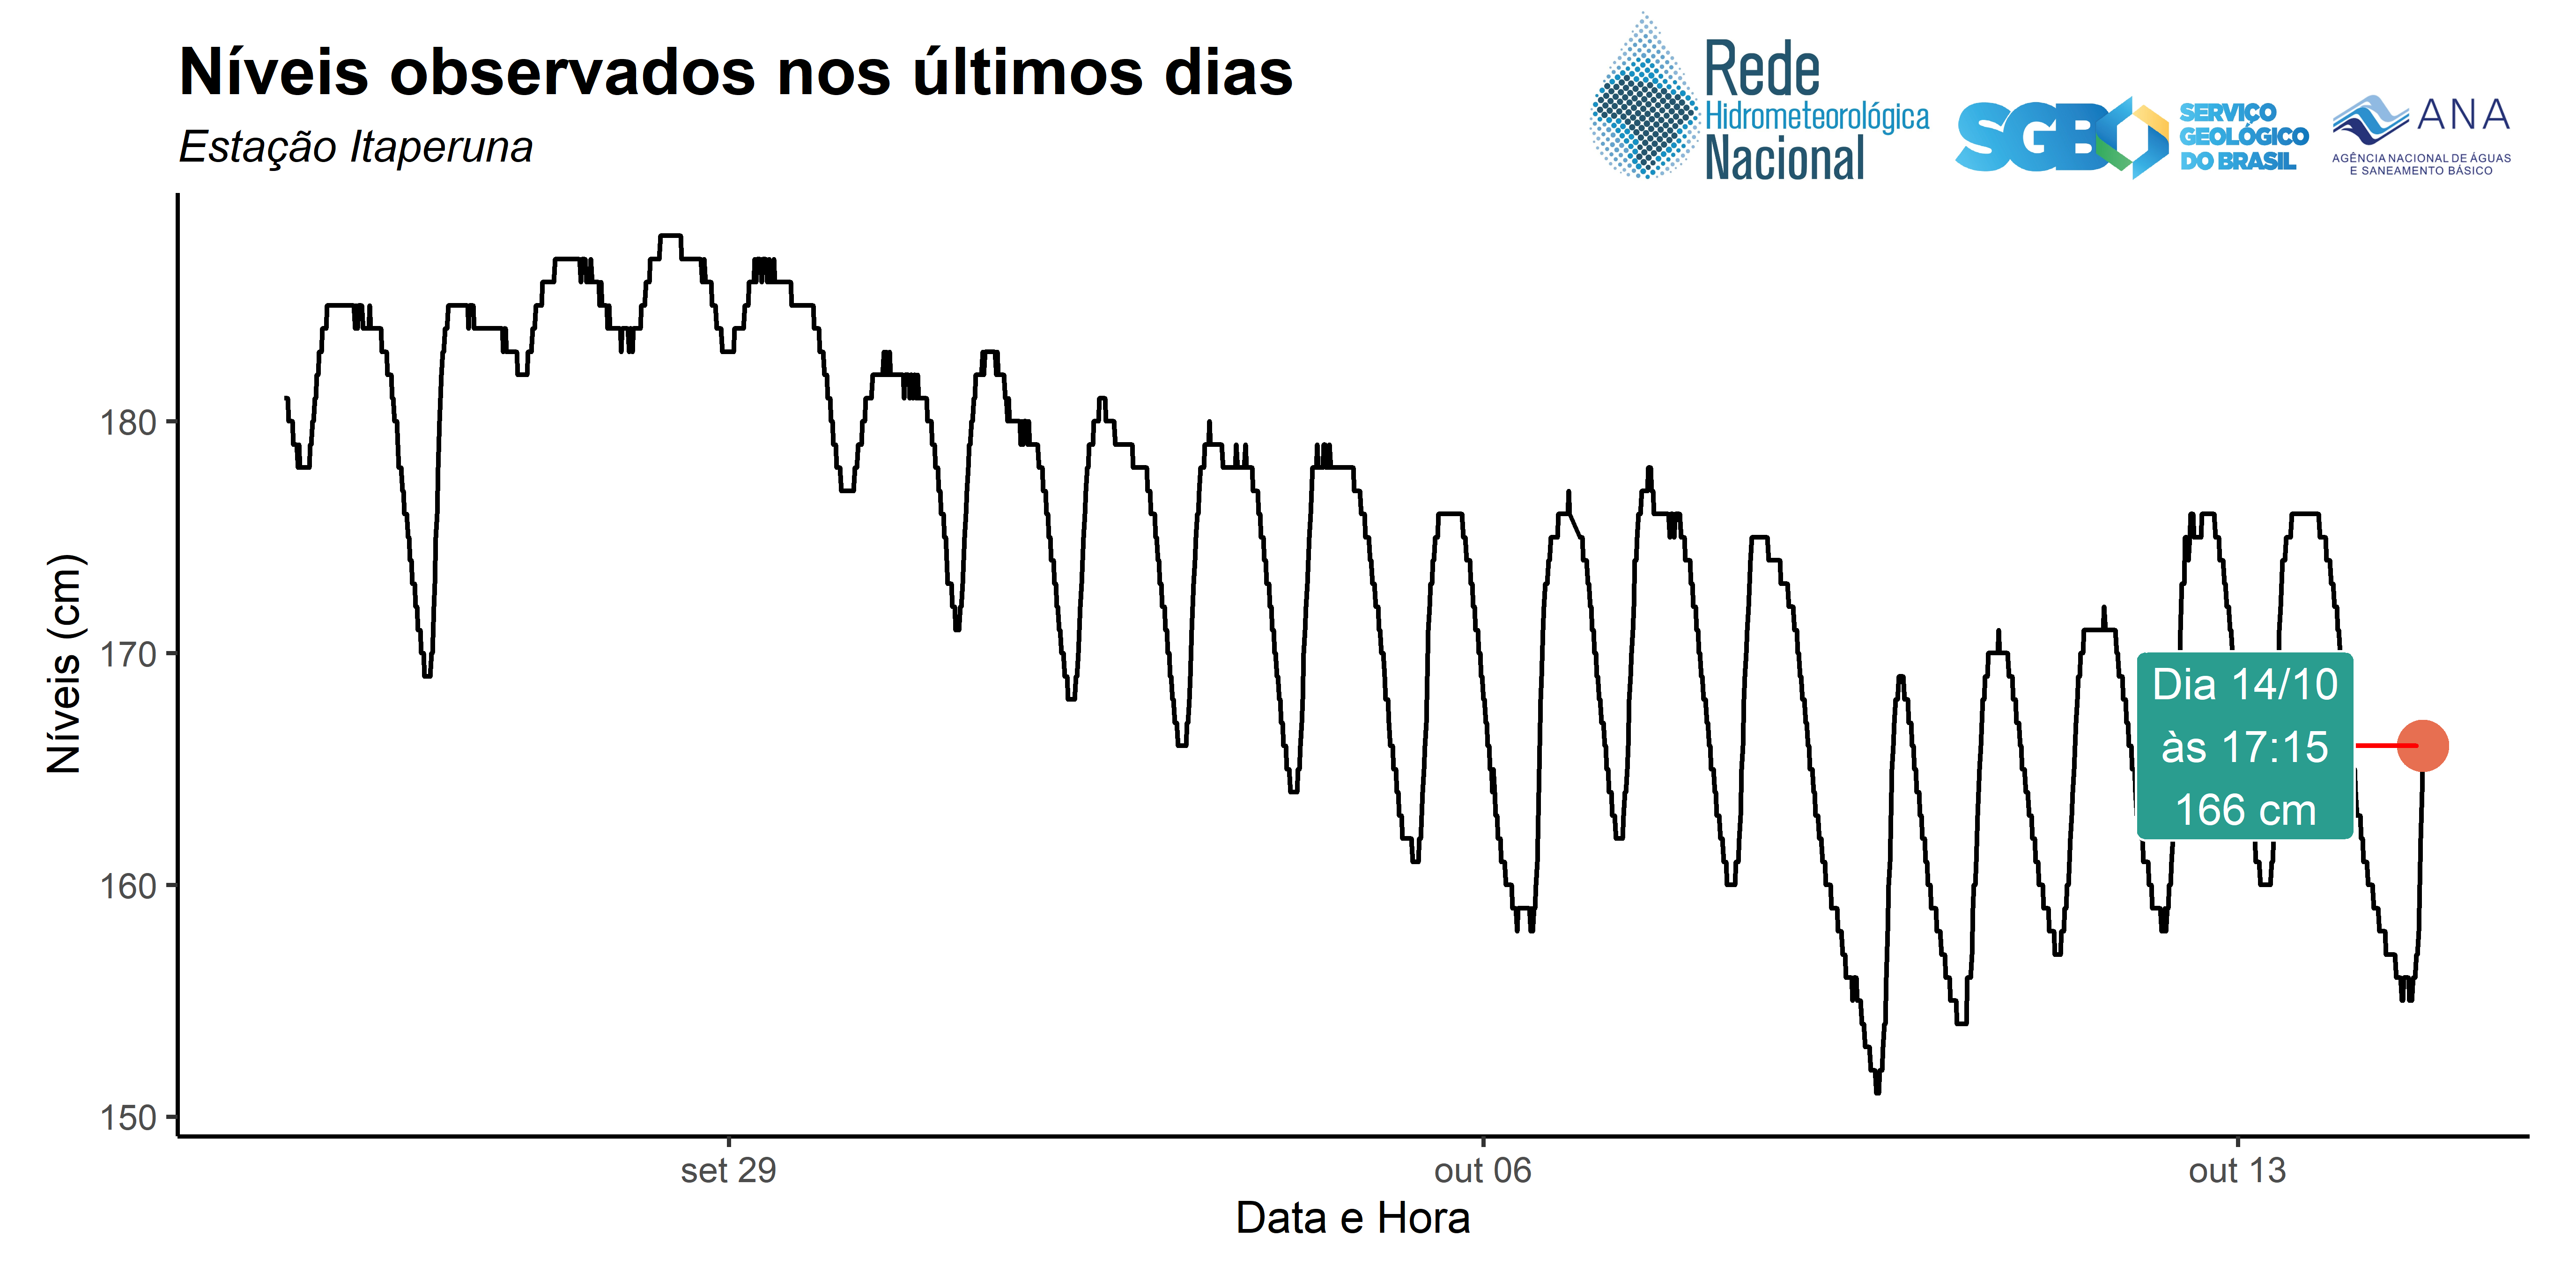 Níveis observados nos últimos dias
Estação Itaperuna
Rede
Hidrometeorológica
Nacional
SGB
SERVIÇO
GEOLÓGICO
DO BRASIL
ANA
AGÊNCIA NACIONAL DE ÁGUAS
E SANEAMENTO BÁSICO
Níveis (cm)
180
170
160
150
Dia 14/10
às 17:15
166 cm
set 29
out 06
out 13
Data e Hora